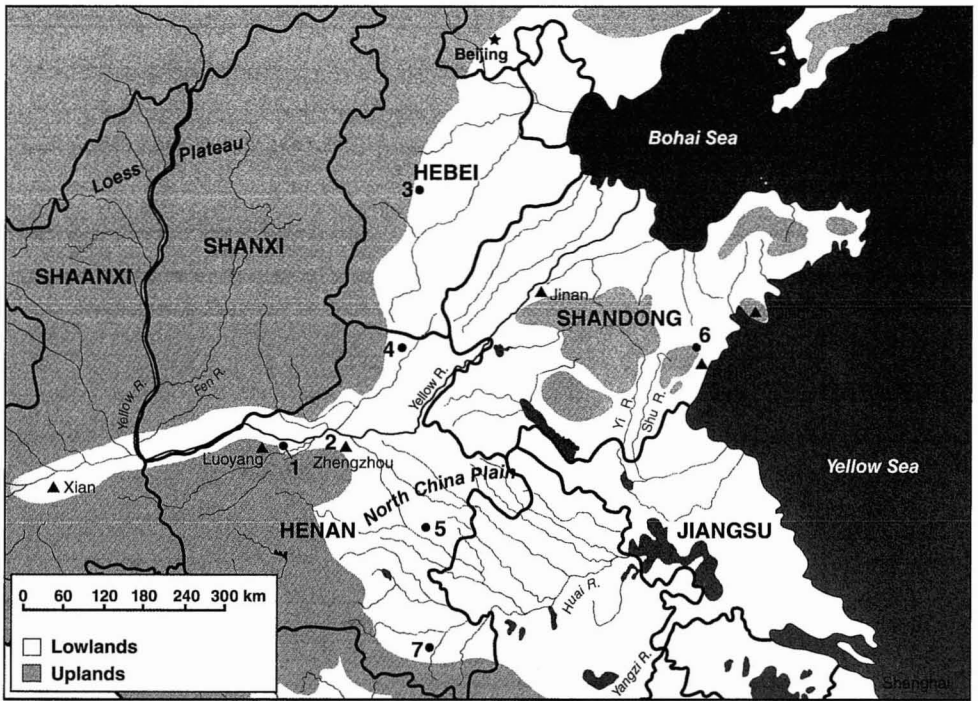 Beijing
Bohai Sea
Loess Plateau
HEBEI
3
SHANXI
SHAANXI
Jinan
SHANDONG
6
4
Yellow R.
Fen R.
Yellow R.
Yi R.
Shu R.
Luoyang
1
2
Zhengzhou
Xian
North China Plain
Yellow Sea
HENAN
5
JIANGSU
Huai R.
0 60 120 180 240 300 km
Lowlands
Uplands
7
Yangzi R.
Shanghai